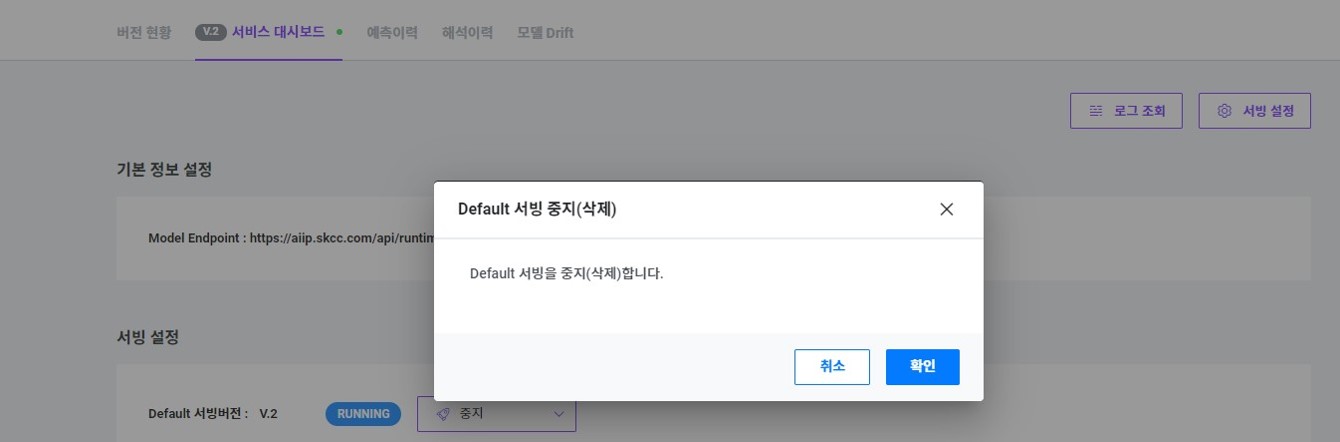 버전 현황 V.2 서비스 대시보드 예측이력 해석이력 모델 Drift
로그 조회 서빙 설정
기본 정보 설정
Default 서빙 중지(삭제)
Model Endpoint : https://aiip.skcc.com/api/runtim
Default 서빙을 중지(삭제)합니다.
서빙 설정
취소 확인
Default 서빙버전 : V.2 RUNNING 중지